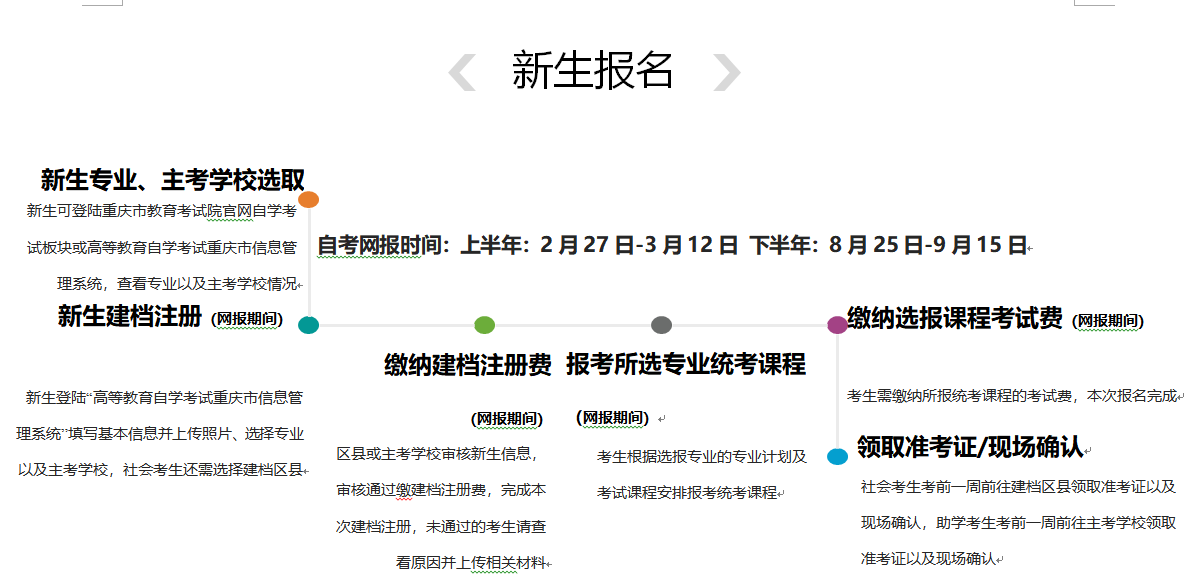 新生报名
新生专业、主考学校选取
新生可登陆重庆市教育考试院官网自学考
试板块或高等教育自学考试重庆市信息管
理系统，查看专业以及主考学校情况
自考网报时间：上半年：2月27日-3月12日 下半年：8月25日-9月15日
新生建档注册（网报期间）
新生登陆“高等教育自学考试重庆市信息管
理系统”填写基本信息并上传照片、选择专业
以及主考学校，社会考生还需选择建档区县
缴纳建档注册费
（网报期间）
区县或主考学校审核新生信息，
审核通过缴建档注册费，完成本
次建档注册，未通过的考生请查
看原因并上传相关材料
报考所选专业统考课程
（网报期间）
考生根据选报专业的专业计划及
考试课程安排报考统考课程
缴纳选报课程考试费（网报期间）
考生需缴纳所报统考课程的考试费，本次报名完成
领取准考证/现场确认
社会考生考前一周前往建档区县领取准考证以及
现场确认，助学考生考前一周前往主考学校领取
准考证以及现场确认